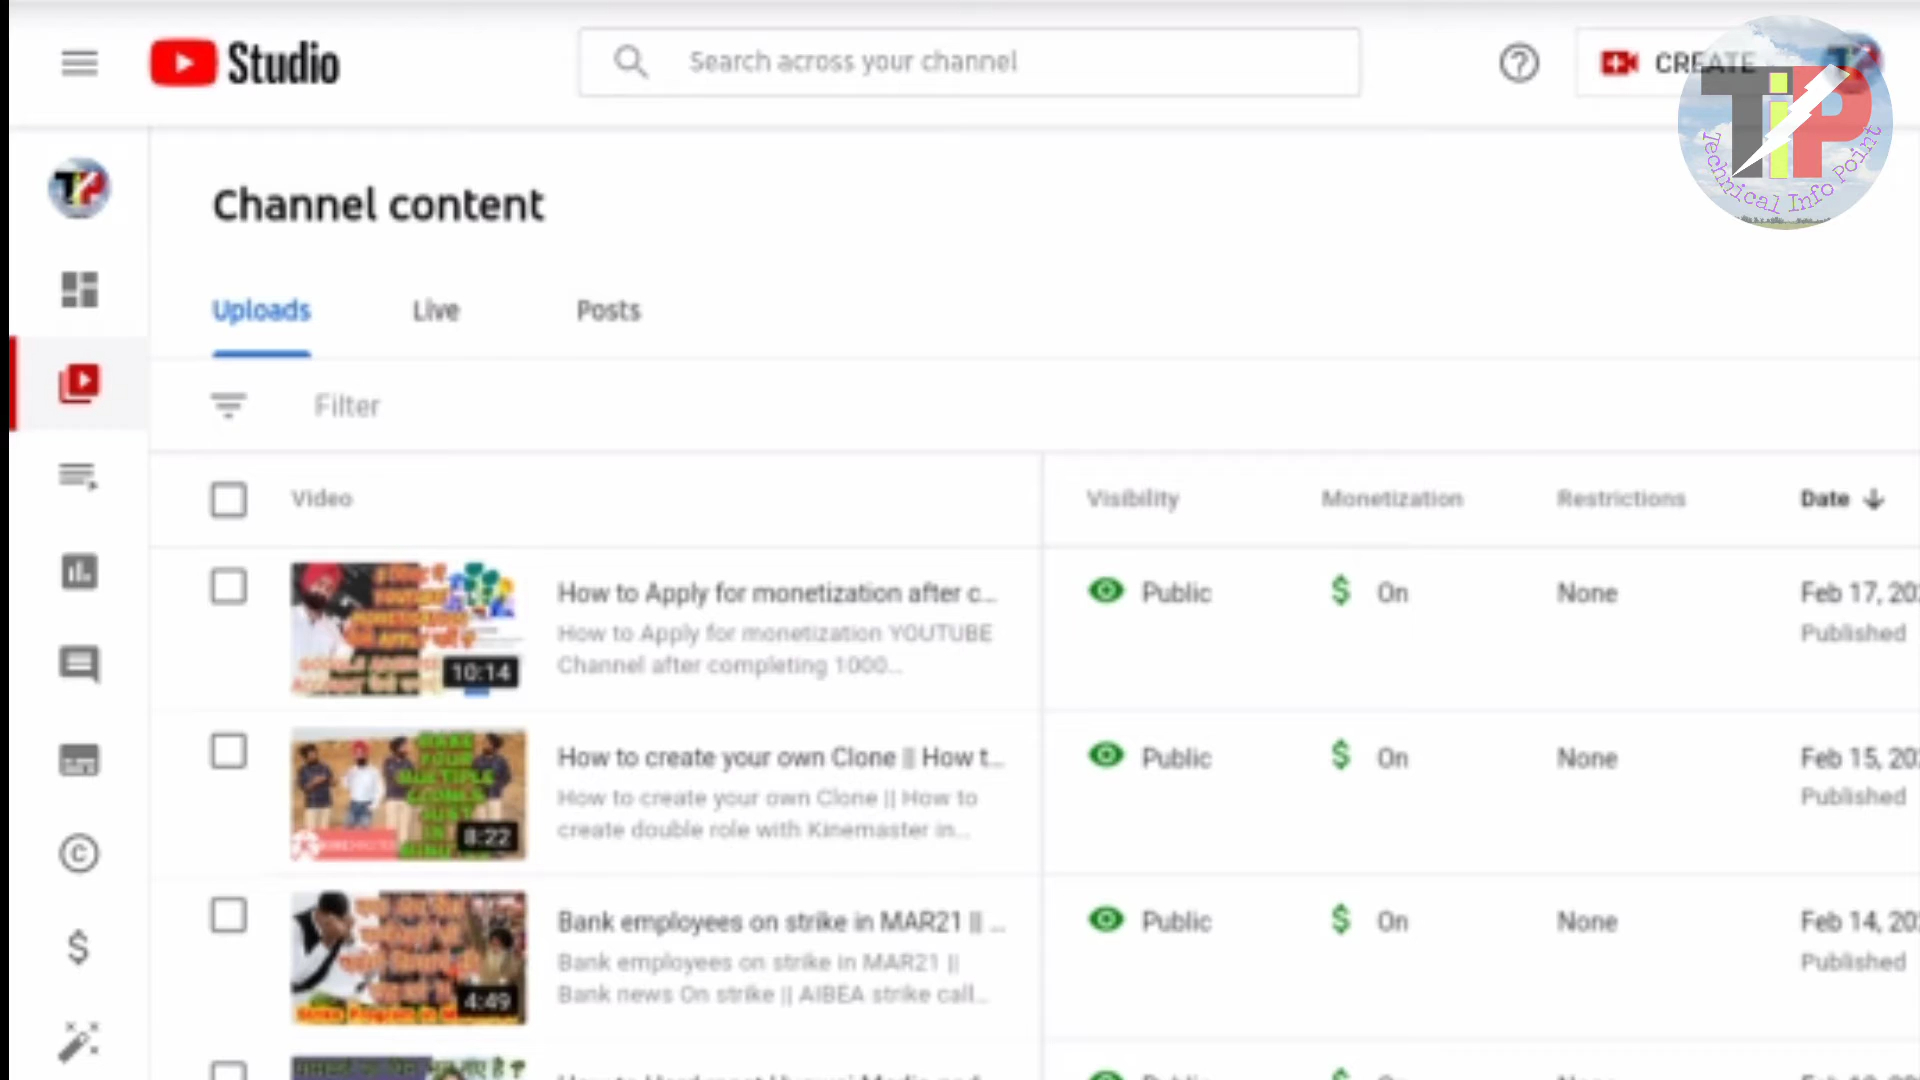 Studio
Search across your channel
CREATE
TiP
Technical Info Point
Channel content
Uploads Live Posts
Filter
Video Visibility Monetization Restrictions Date
10:14
How to Apply for monetization after c...
How to Apply for monetization YOUTUBE
Channel after completing 1000...
Public On None Feb 17, 202
Published
8:22
How to create your own Clone || How t...
How to create your own Clone || How to
create double role with Kinemaster in...
Public On None Feb 15, 202
Published
4:49
Bank employees on strike in MAR21 || ...
Bank employees on strike in MAR21 ||
Bank news On strike || AIBEA strike call...
Public On None Feb 14, 202
Published